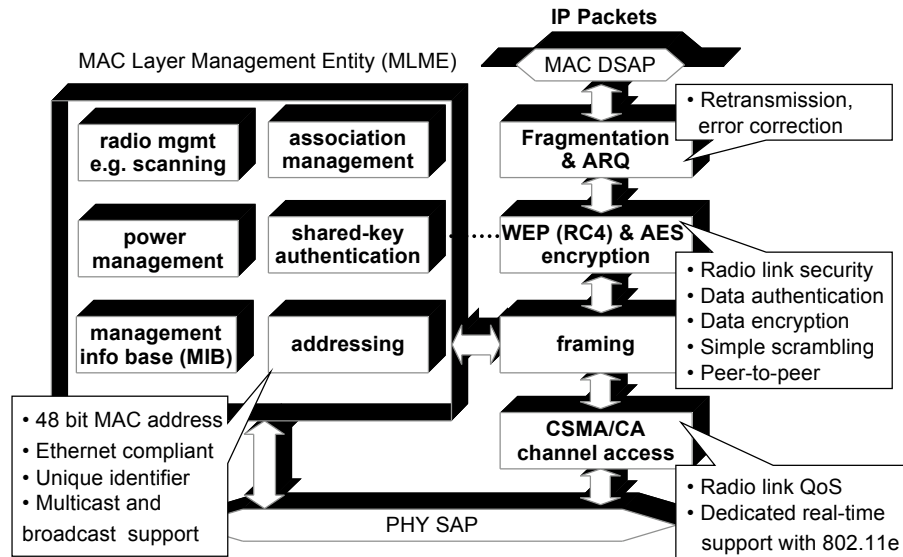 IP Packets
MAC Layer Management Entity (MLME)
MAC DSAP
radio mgmt
e.g. scanning
association
management
power
management
shared-key
authentication
management
info base (MIB)
addressing
Fragmentation
& ARQ
• Retransmission,
error correction
WEP (RC4) & AES
encryption
• Radio link security
• Data authentication
• Data encryption
• Simple scrambling
• Peer-to-peer
framing
• 48 bit MAC address
• Ethernet compliant
• Unique identifier
• Multicast and
broadcast support
CSMA/CA
channel access
• Radio link QoS
• Dedicated real-time
support with 802.11e
PHY SAP